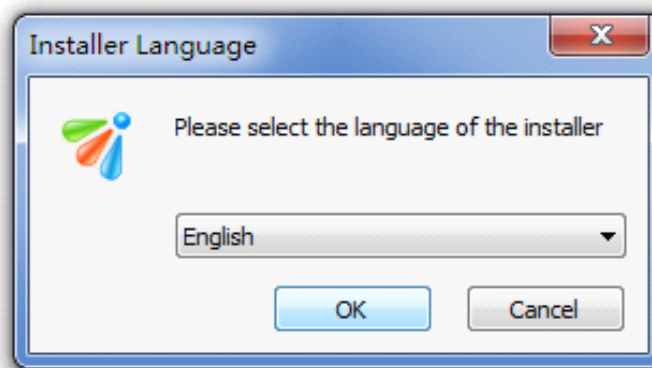 Installer Language
Please select the language of the installer
English
OK
Cancel